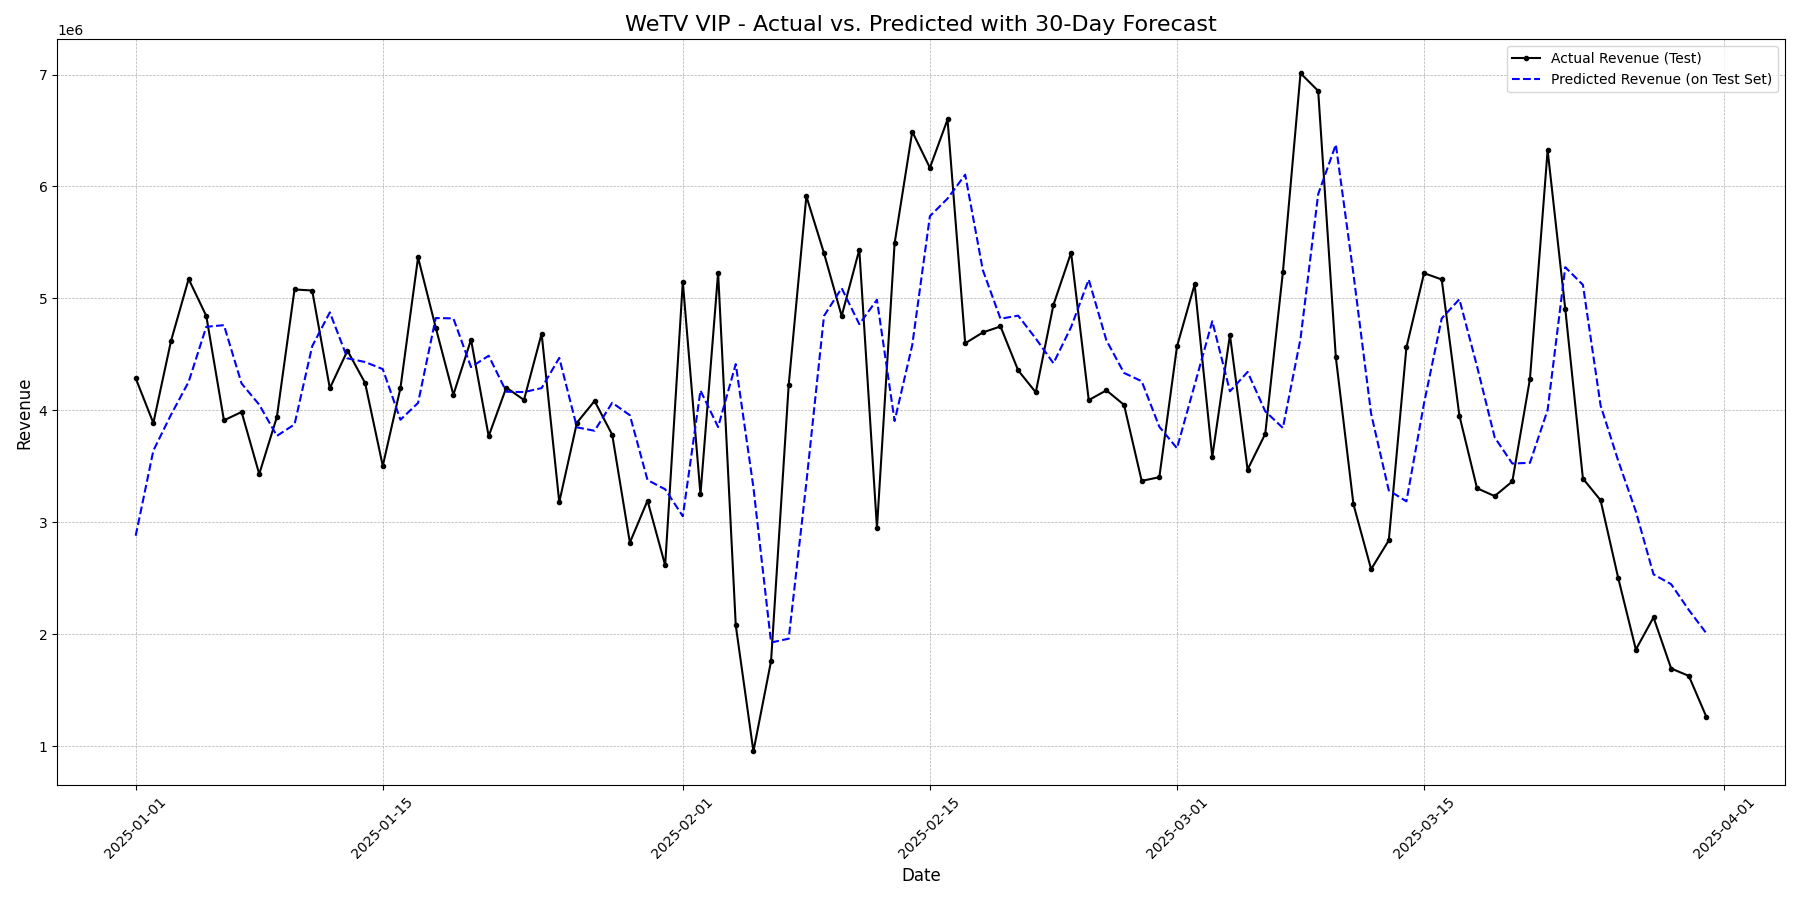 WeTV VIP - Actual vs. Predicted with 30-Day Forecast
1e6
Actual Revenue (Test)
Predicted Revenue (on Test Set)
7
6
5
4
3
2
1
Revenue
2025-01-01
2025-01-15
2025-02-01
2025-02-15
2025-03-01
2025-03-15
2025-04-01
Date